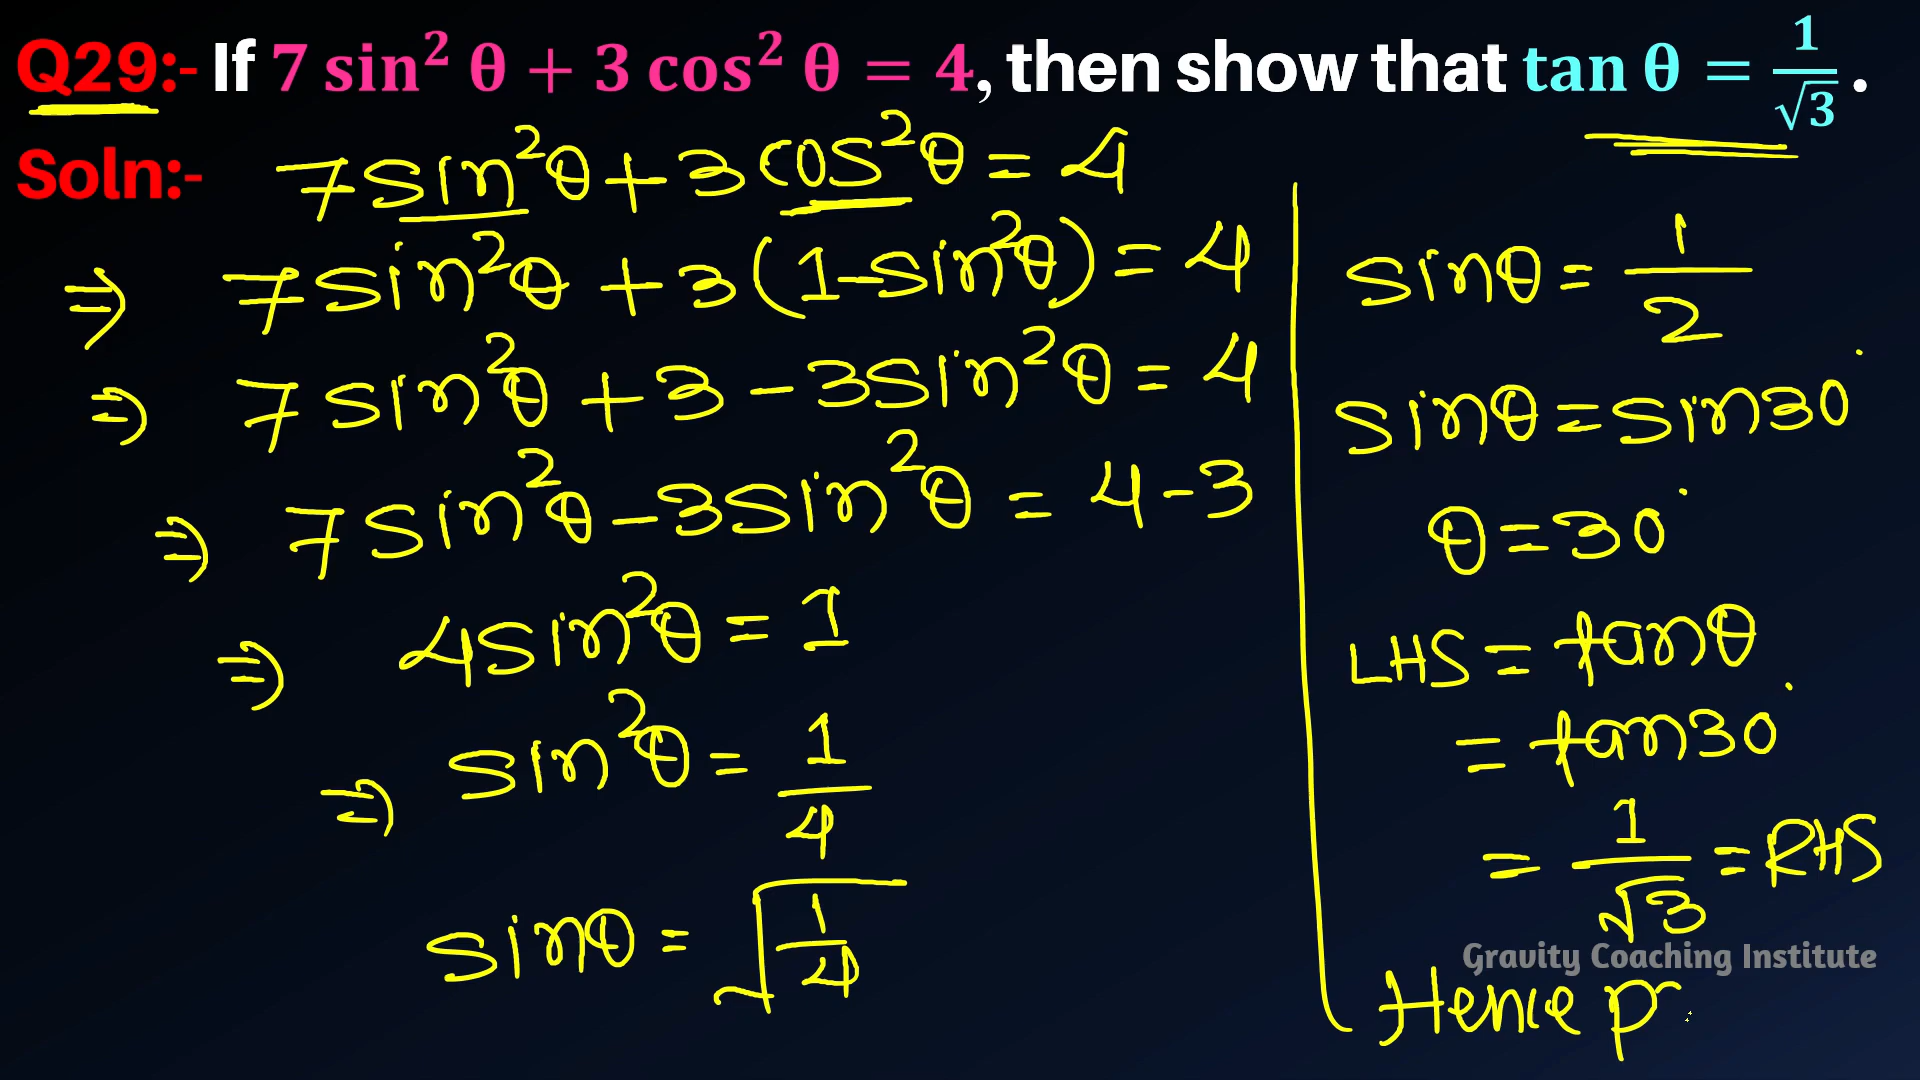 Q29:- If 7 sin² θ + 3 cos² θ = 4, then show that tan θ = 1/√3 .
Soln:- 7sin²θ + 3cos²θ = 4
⇒ 7sin²θ + 3(1-sin²θ) = 4
⇒ 7sin²θ + 3 - 3sin²θ = 4
⇒ 7sin²θ - 3sin²θ = 4 - 3
⇒ 4sin²θ = 1
⇒ sin²θ = 1/4
sinθ = √(1/4)
sinθ = 1/2
sinθ = sin30°
θ = 30°
LHS = tanθ
= tan30°
= 1/√3 = RHS
Gravity Coaching Institute
Hence pr